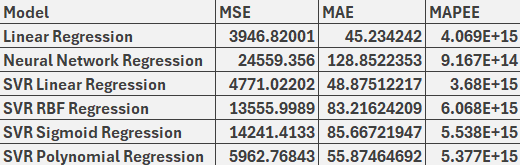 Model MSE MAE MAPEE
Linear Regression 3946.82001 45.234242 4.069E+15
Neural Network Regression 24559.356 128.8522353 9.167E+14
SVR Linear Regression 4771.02202 48.87512217 3.68E+15
SVR RBF Regression 13555.9989 83.21624209 6.068E+15
SVR Sigmoid Regression 14241.4133 85.66721947 5.538E+15
SVR Polynomial Regression 5962.76843 55.87464692 5.377E+15